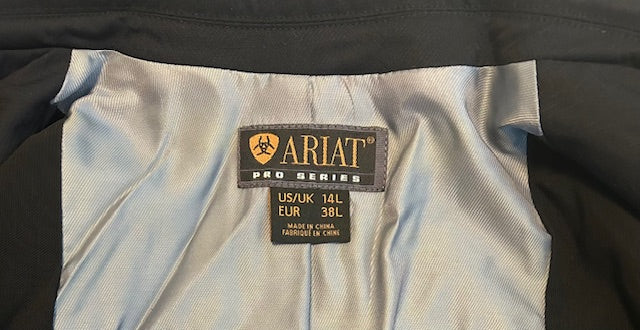 ARIAT®
PRO SERIES
US/UK 14L
EUR 38L
MADE IN CHINA
FABRIQUÉ EN CHINE